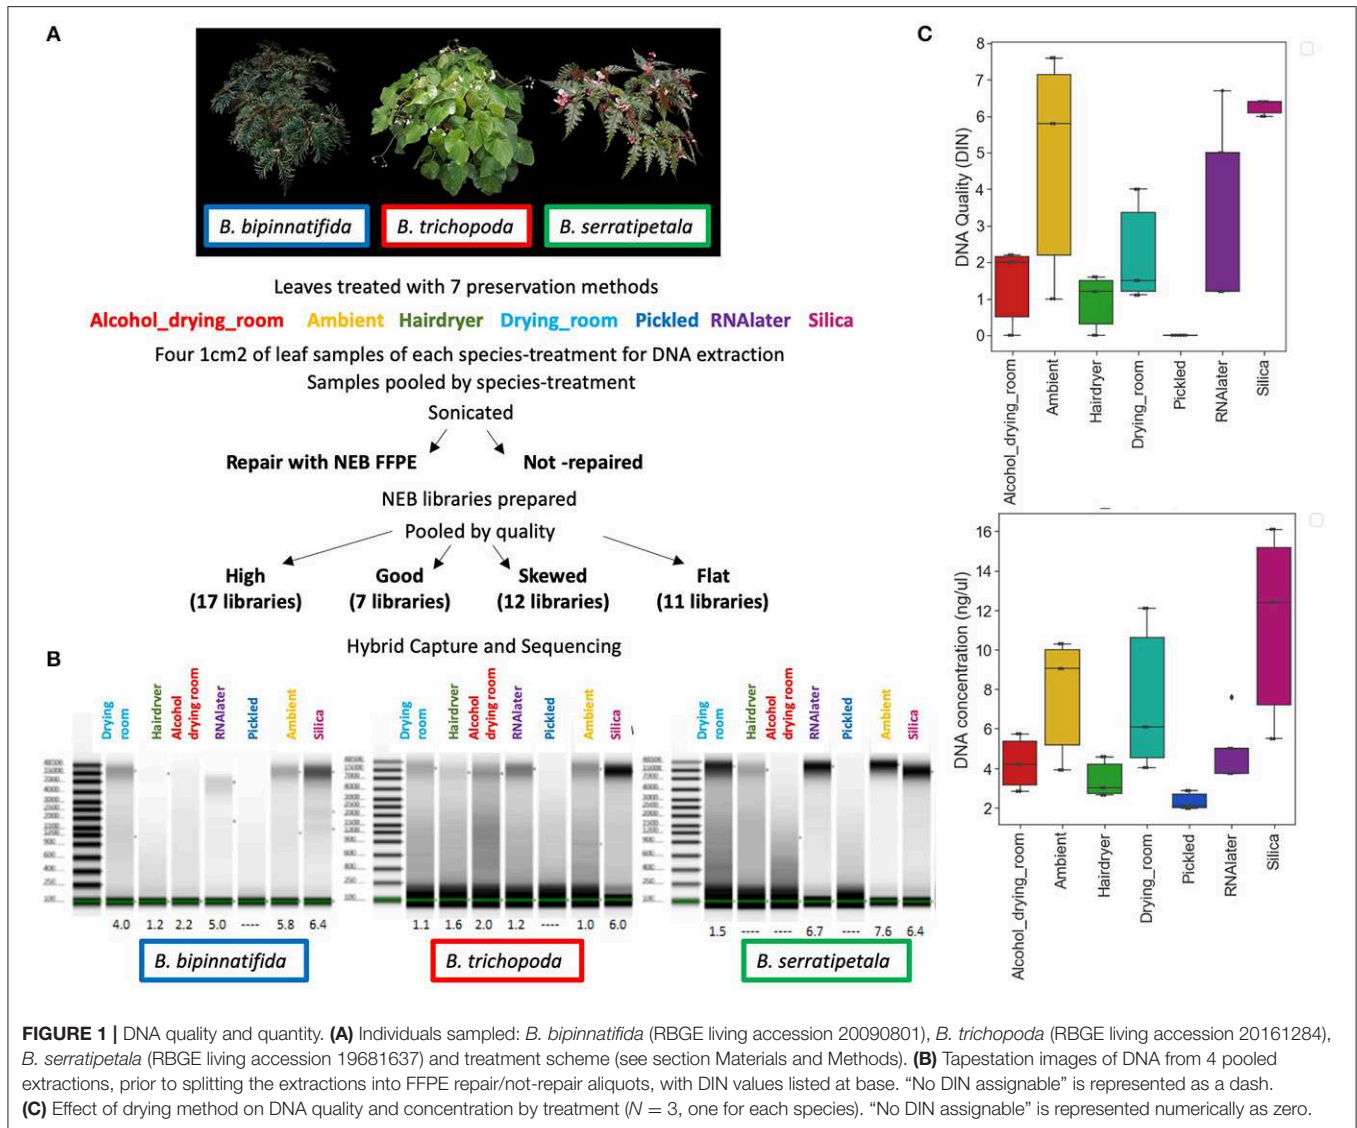 A
B. bipinnatifida
B. trichopoda
B. serratipetala
Leaves treated with 7 preservation methods
Alcohol_drying_room Ambient Hairdryer Drying_room Pickled RNAlater Silica
Four 1cm2 of leaf samples of each species-treatment for DNA extraction
Samples pooled by species-treatment
Sonicated
Repair with NEB FFPE Not -repaired
NEB libraries prepared
Pooled by quality
High Good Skewed Flat
(17 libraries) (7 libraries) (12 libraries) (11 libraries)
Hybrid Capture and Sequencing
B
Drying room
Hairdryer
Alcohol drying room
RNAlater
Pickled
Ambient
Silica
4.0 1.2 2.2 5.0 ---- 5.8 6.4
B. bipinnatifida
Drying room
Hairdryer
Alcohol drying room
RNAlater
Pickled
Ambient
Silica
1.1 1.6 2.0 1.2 ---- 1.0 6.0
B. trichopoda
Drying room
Hairdryer
Alcohol drying room
RNAlater
Pickled
Ambient
Silica
1.5 ---- ---- 6.7 ---- 7.6 6.4
B. serratipetala
C
DNA Quality (DIN)
8
7
6
5
4
3
2
1
0
Alcohol_drying_room
Ambient
Hairdryer
Drying_room
Pickled
RNAlater
Silica
DNA concentration (ng/ul)
16
14
12
10
8
6
4
2
Alcohol_drying_room
Ambient
Hairdryer
Drying_room
Pickled
RNAlater
Silica
FIGURE 1 | DNA quality and quantity. (A) Individuals sampled: B. bipinnatifida (RBGE living accession 20090801), B. trichopoda (RBGE living accession 20161284),
B. serratipetala (RBGE living accession 19681637) and treatment scheme (see section Materials and Methods). (B) Tapestation images of DNA from 4 pooled
extractions, prior to splitting the extractions into FFPE repair/not-repair aliquots, with DIN values listed at base. “No DIN assignable” is represented as a dash.
(C) Effect of drying method on DNA quality and concentration by treatment (N = 3, one for each species). “No DIN assignable” is represented numerically as zero.